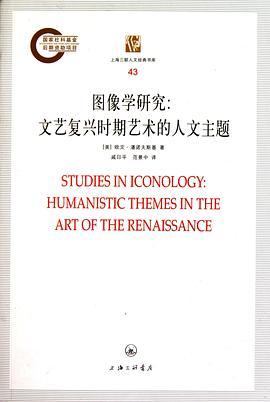 国家社科基金
后期资助项目
上海三联人文经典书库
43
图像学研究:
文艺复兴时期艺术的人文主题
[美] 欧文·潘诺夫斯基 著
戚印平 范景中 译
STUDIES IN ICONOLOGY:
HUMANISTIC THEMES IN THE
ART OF THE RENAISSANCE
上海三联书店